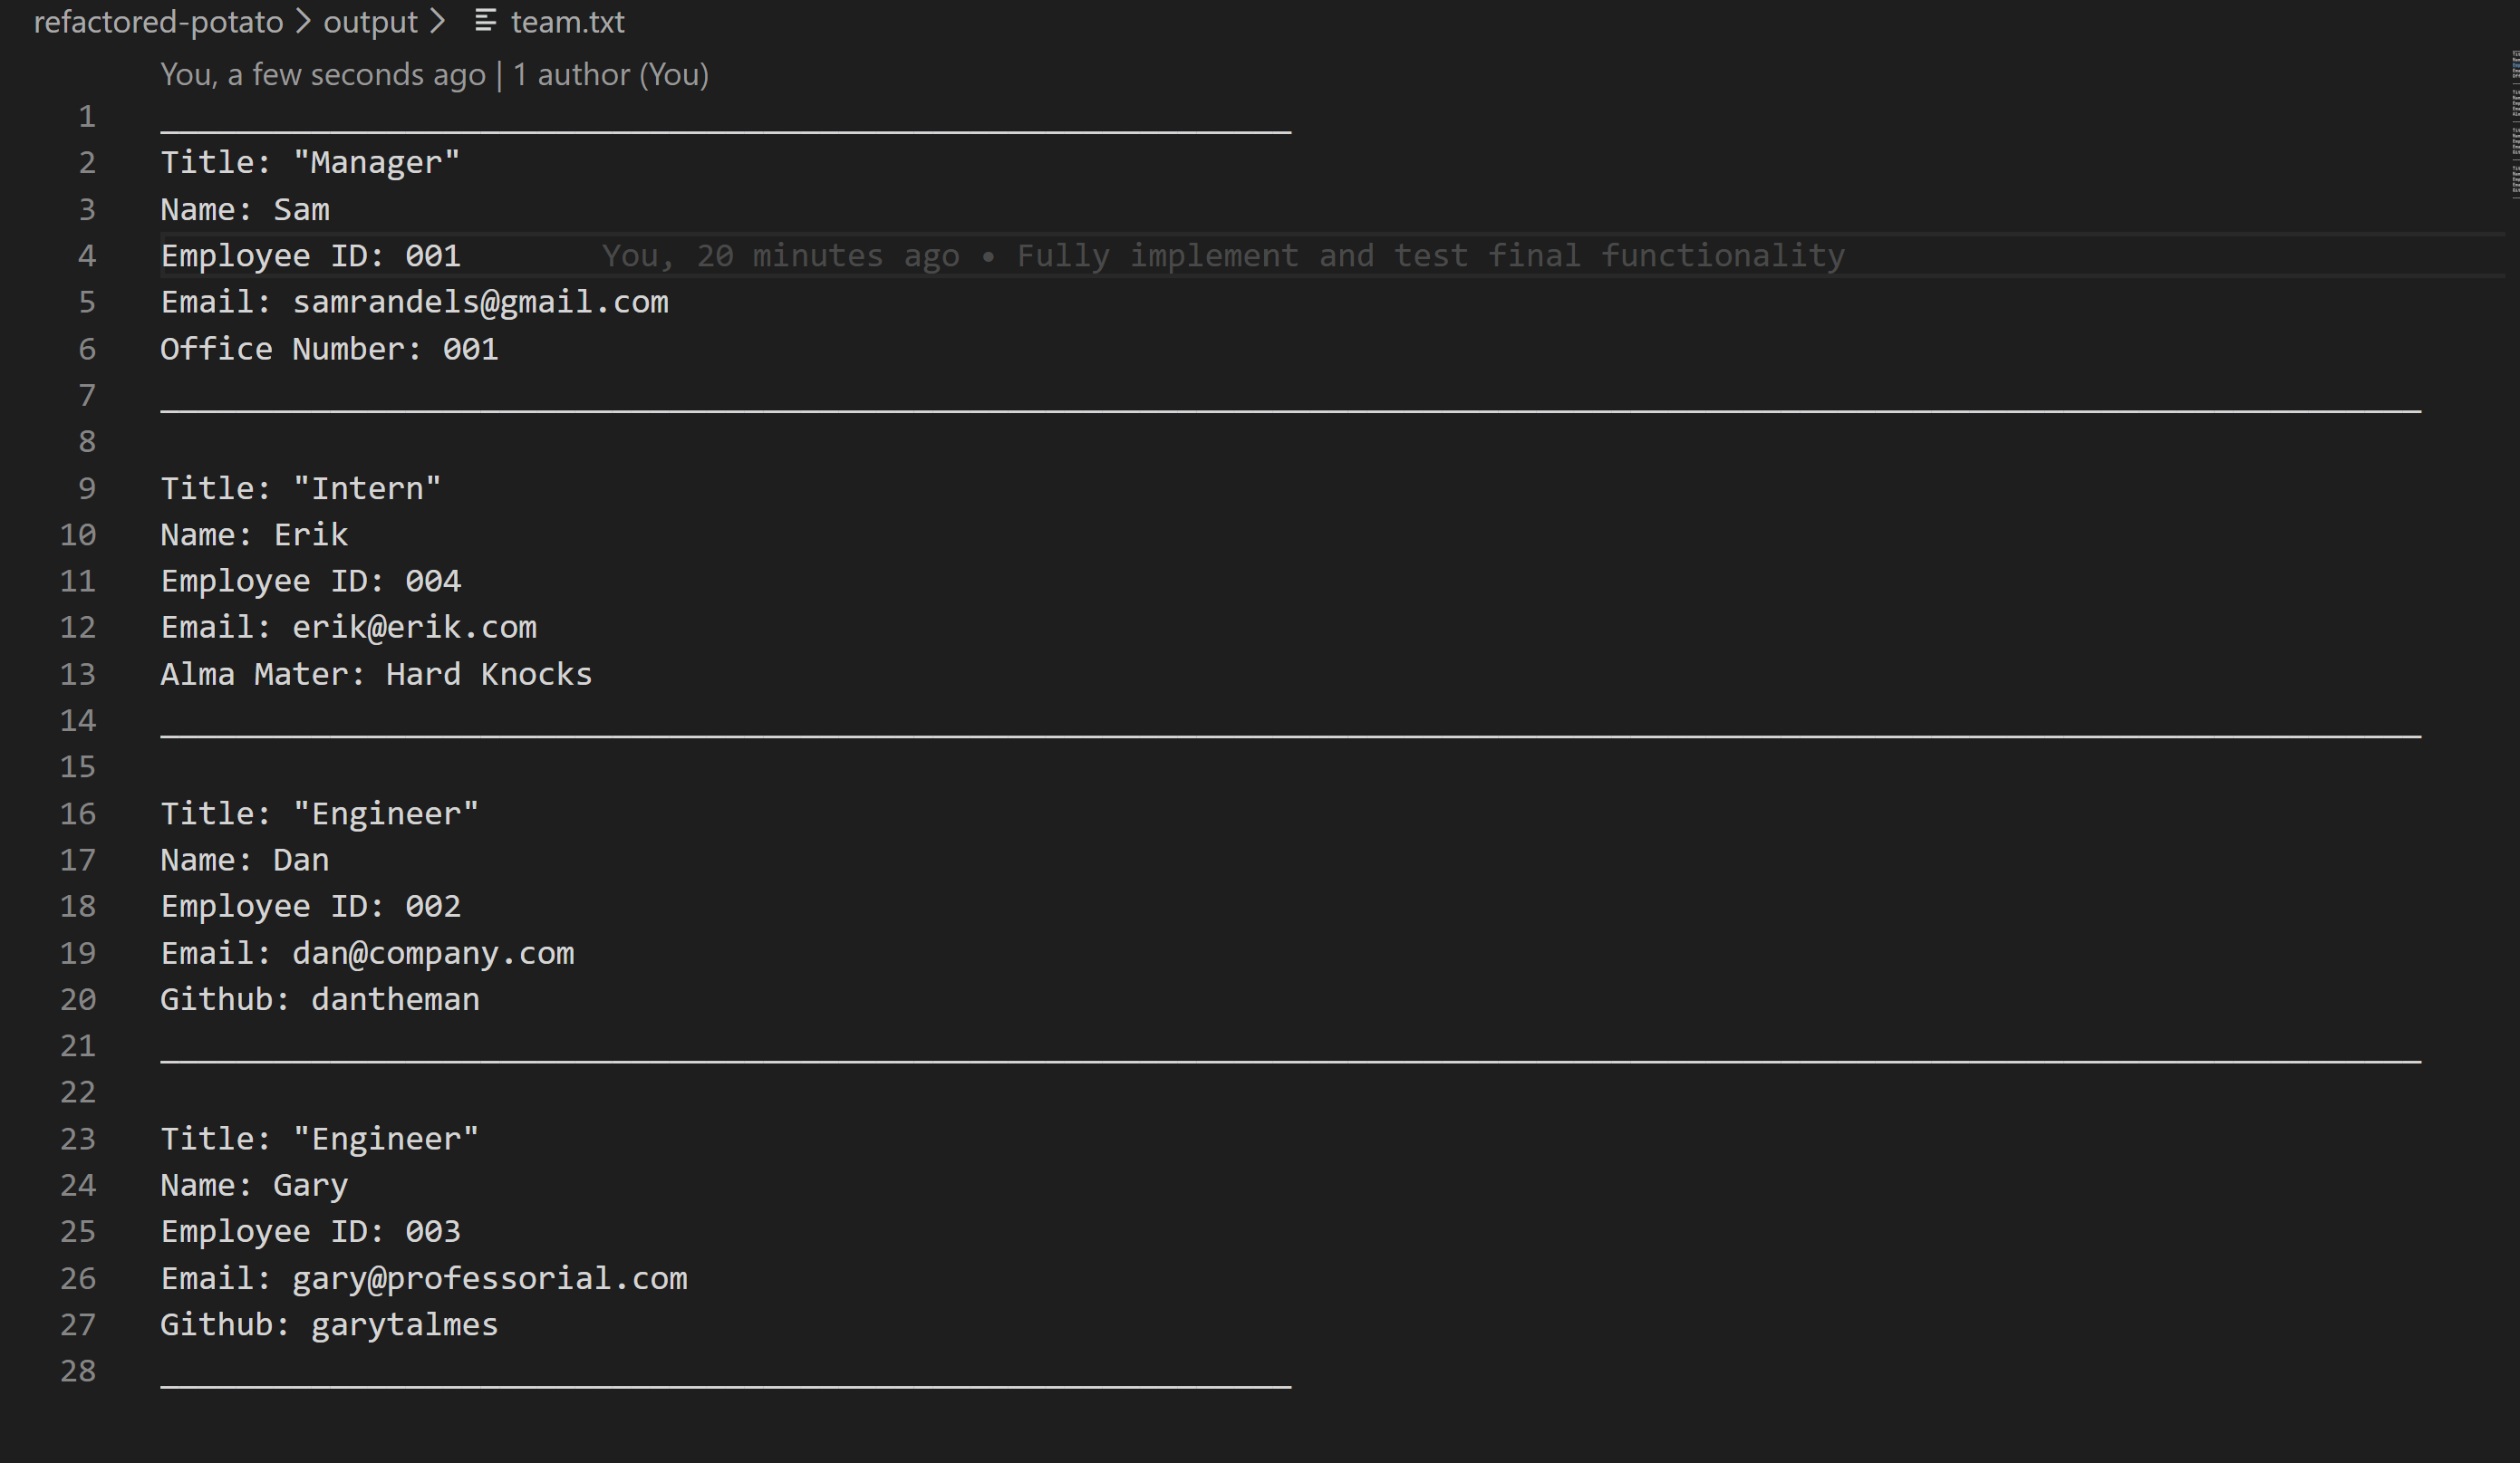 refactored-potato > output > team.txt
You, a few seconds ago | 1 author (You)
1 ____________________________________________________________
2 Title: "Manager"
3 Name: Sam
4 Employee ID: 001 You, 20 minutes ago • Fully implement and test final functionality
5 Email: samrandels@gmail.com
6 Office Number: 001
7 ________________________________________________________________________________________________________________________
8
9 Title: "Intern"
10 Name: Erik
11 Employee ID: 004
12 Email: erik@erik.com
13 Alma Mater: Hard Knocks
14 ________________________________________________________________________________________________________________________
15
16 Title: "Engineer"
17 Name: Dan
18 Employee ID: 002
19 Email: dan@company.com
20 Github: dantheman
21 ________________________________________________________________________________________________________________________
22
23 Title: "Engineer"
24 Name: Gary
25 Employee ID: 003
26 Email: gary@professorial.com
27 Github: garytalmes
28 ____________________________________________________________